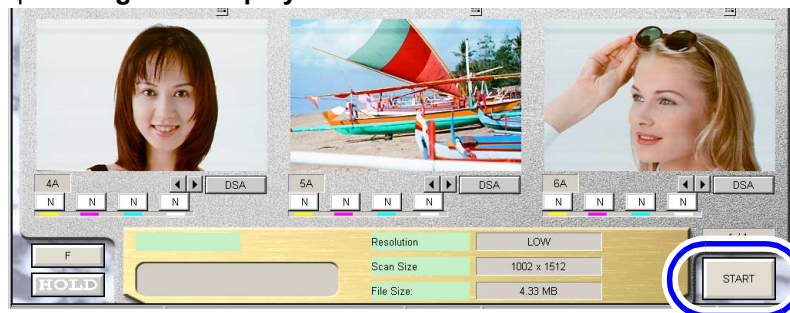 4A DSA 5A DSA 6A DSA
N N N N N N N N N N N N
F
Resolution LOW
Scan Size 1002 x 1512
File Size: 4.33 MB
HOLD
START